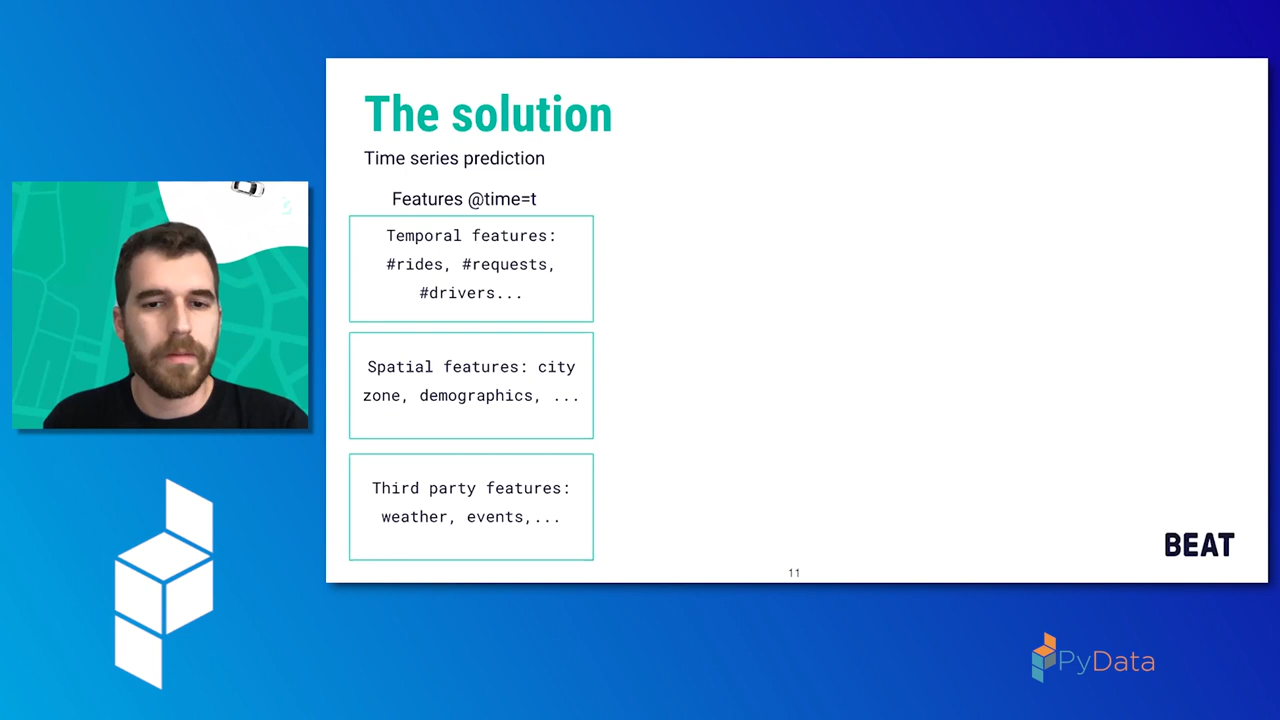 The solution
Time series prediction
Features @time=t
Temporal features:
#rides, #requests,
#drivers...
Spatial features: city
zone, demographics, ...
Third party features:
weather, events,...
BEAT
11
PyData